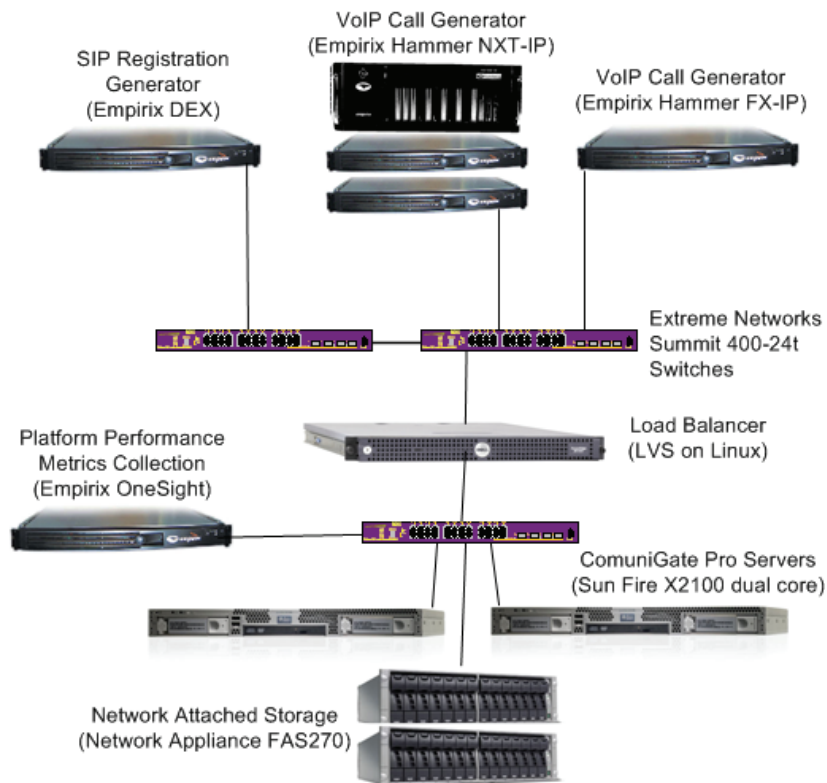 VoIP Call Generator
(Empirix Hammer NXT-IP)
SIP Registration
Generator
(Empirix DEX)
VoIP Call Generator
(Empirix Hammer FX-IP)
Extreme Networks
Summit 400-24t
Switches
Load Balancer
(LVS on Linux)
Platform Performance
Metrics Collection
(Empirix OneSight)
ComuniGate Pro Servers
(Sun Fire X2100 dual core)
Network Attached Storage
(Network Appliance FAS270)